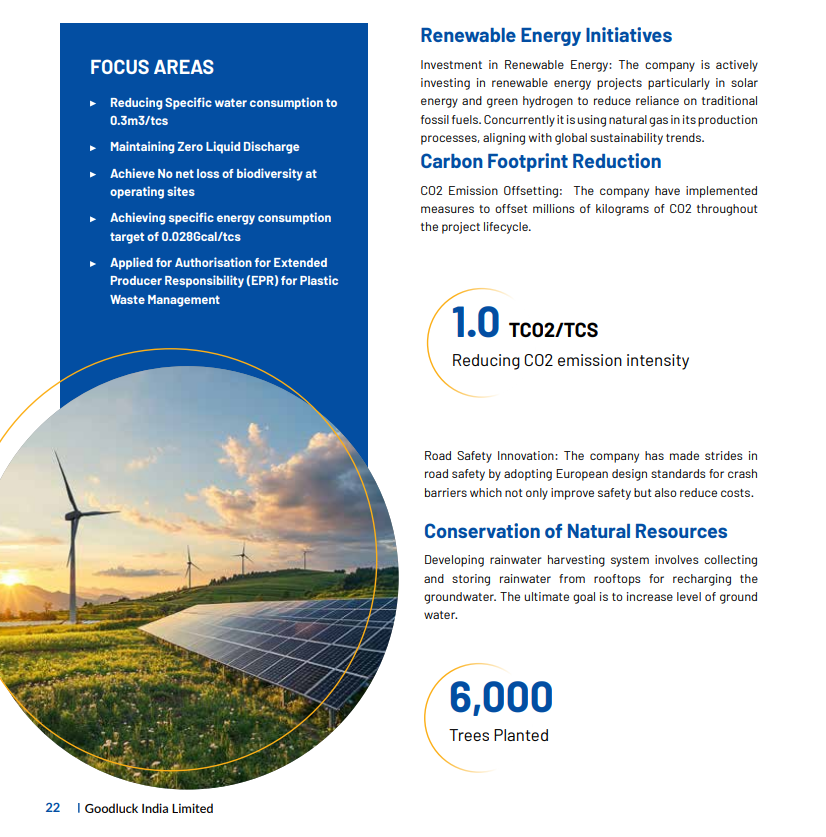 FOCUS AREAS
▸ Reducing Specific water consumption to
0.3m3/tcs
▸ Maintaining Zero Liquid Discharge
▸ Achieve No net loss of biodiversity at
operating sites
▸ Achieving specific energy consumption
target of 0.028Gcal/tcs
▸ Applied for Authorisation for Extended
Producer Responsibility (EPR) for Plastic
Waste Management
Renewable Energy Initiatives
Investment in Renewable Energy: The company is actively
investing in renewable energy projects particularly in solar
energy and green hydrogen to reduce reliance on traditional
fossil fuels. Concurrently it is using natural gas in its production
processes, aligning with global sustainability trends.
Carbon Footprint Reduction
CO2 Emission Offsetting: The company have implemented
measures to offset millions of kilograms of CO2 throughout
the project lifecycle.
1.0 TCO2/TCS
Reducing CO2 emission intensity
Road Safety Innovation: The company has made strides in
road safety by adopting European design standards for crash
barriers which not only improve safety but also reduce costs.
Conservation of Natural Resources
Developing rainwater harvesting system involves collecting
and storing rainwater from rooftops for recharging the
groundwater. The ultimate goal is to increase level of ground
water.
6,000
Trees Planted
22 | Goodluck India Limited